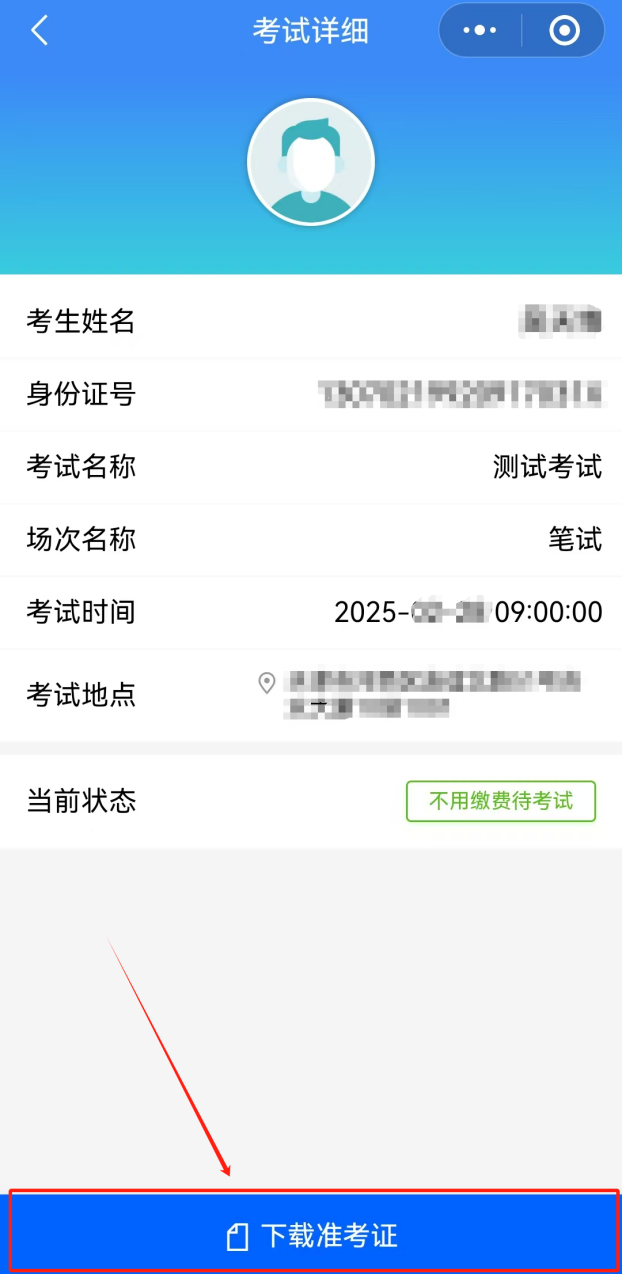 考试详细
考生姓名
身份证号
考试名称
测试考试
场次名称
笔试
考试时间
2025-
09:00:00
考试地点
当前状态
不用缴费待考试
下载准考证